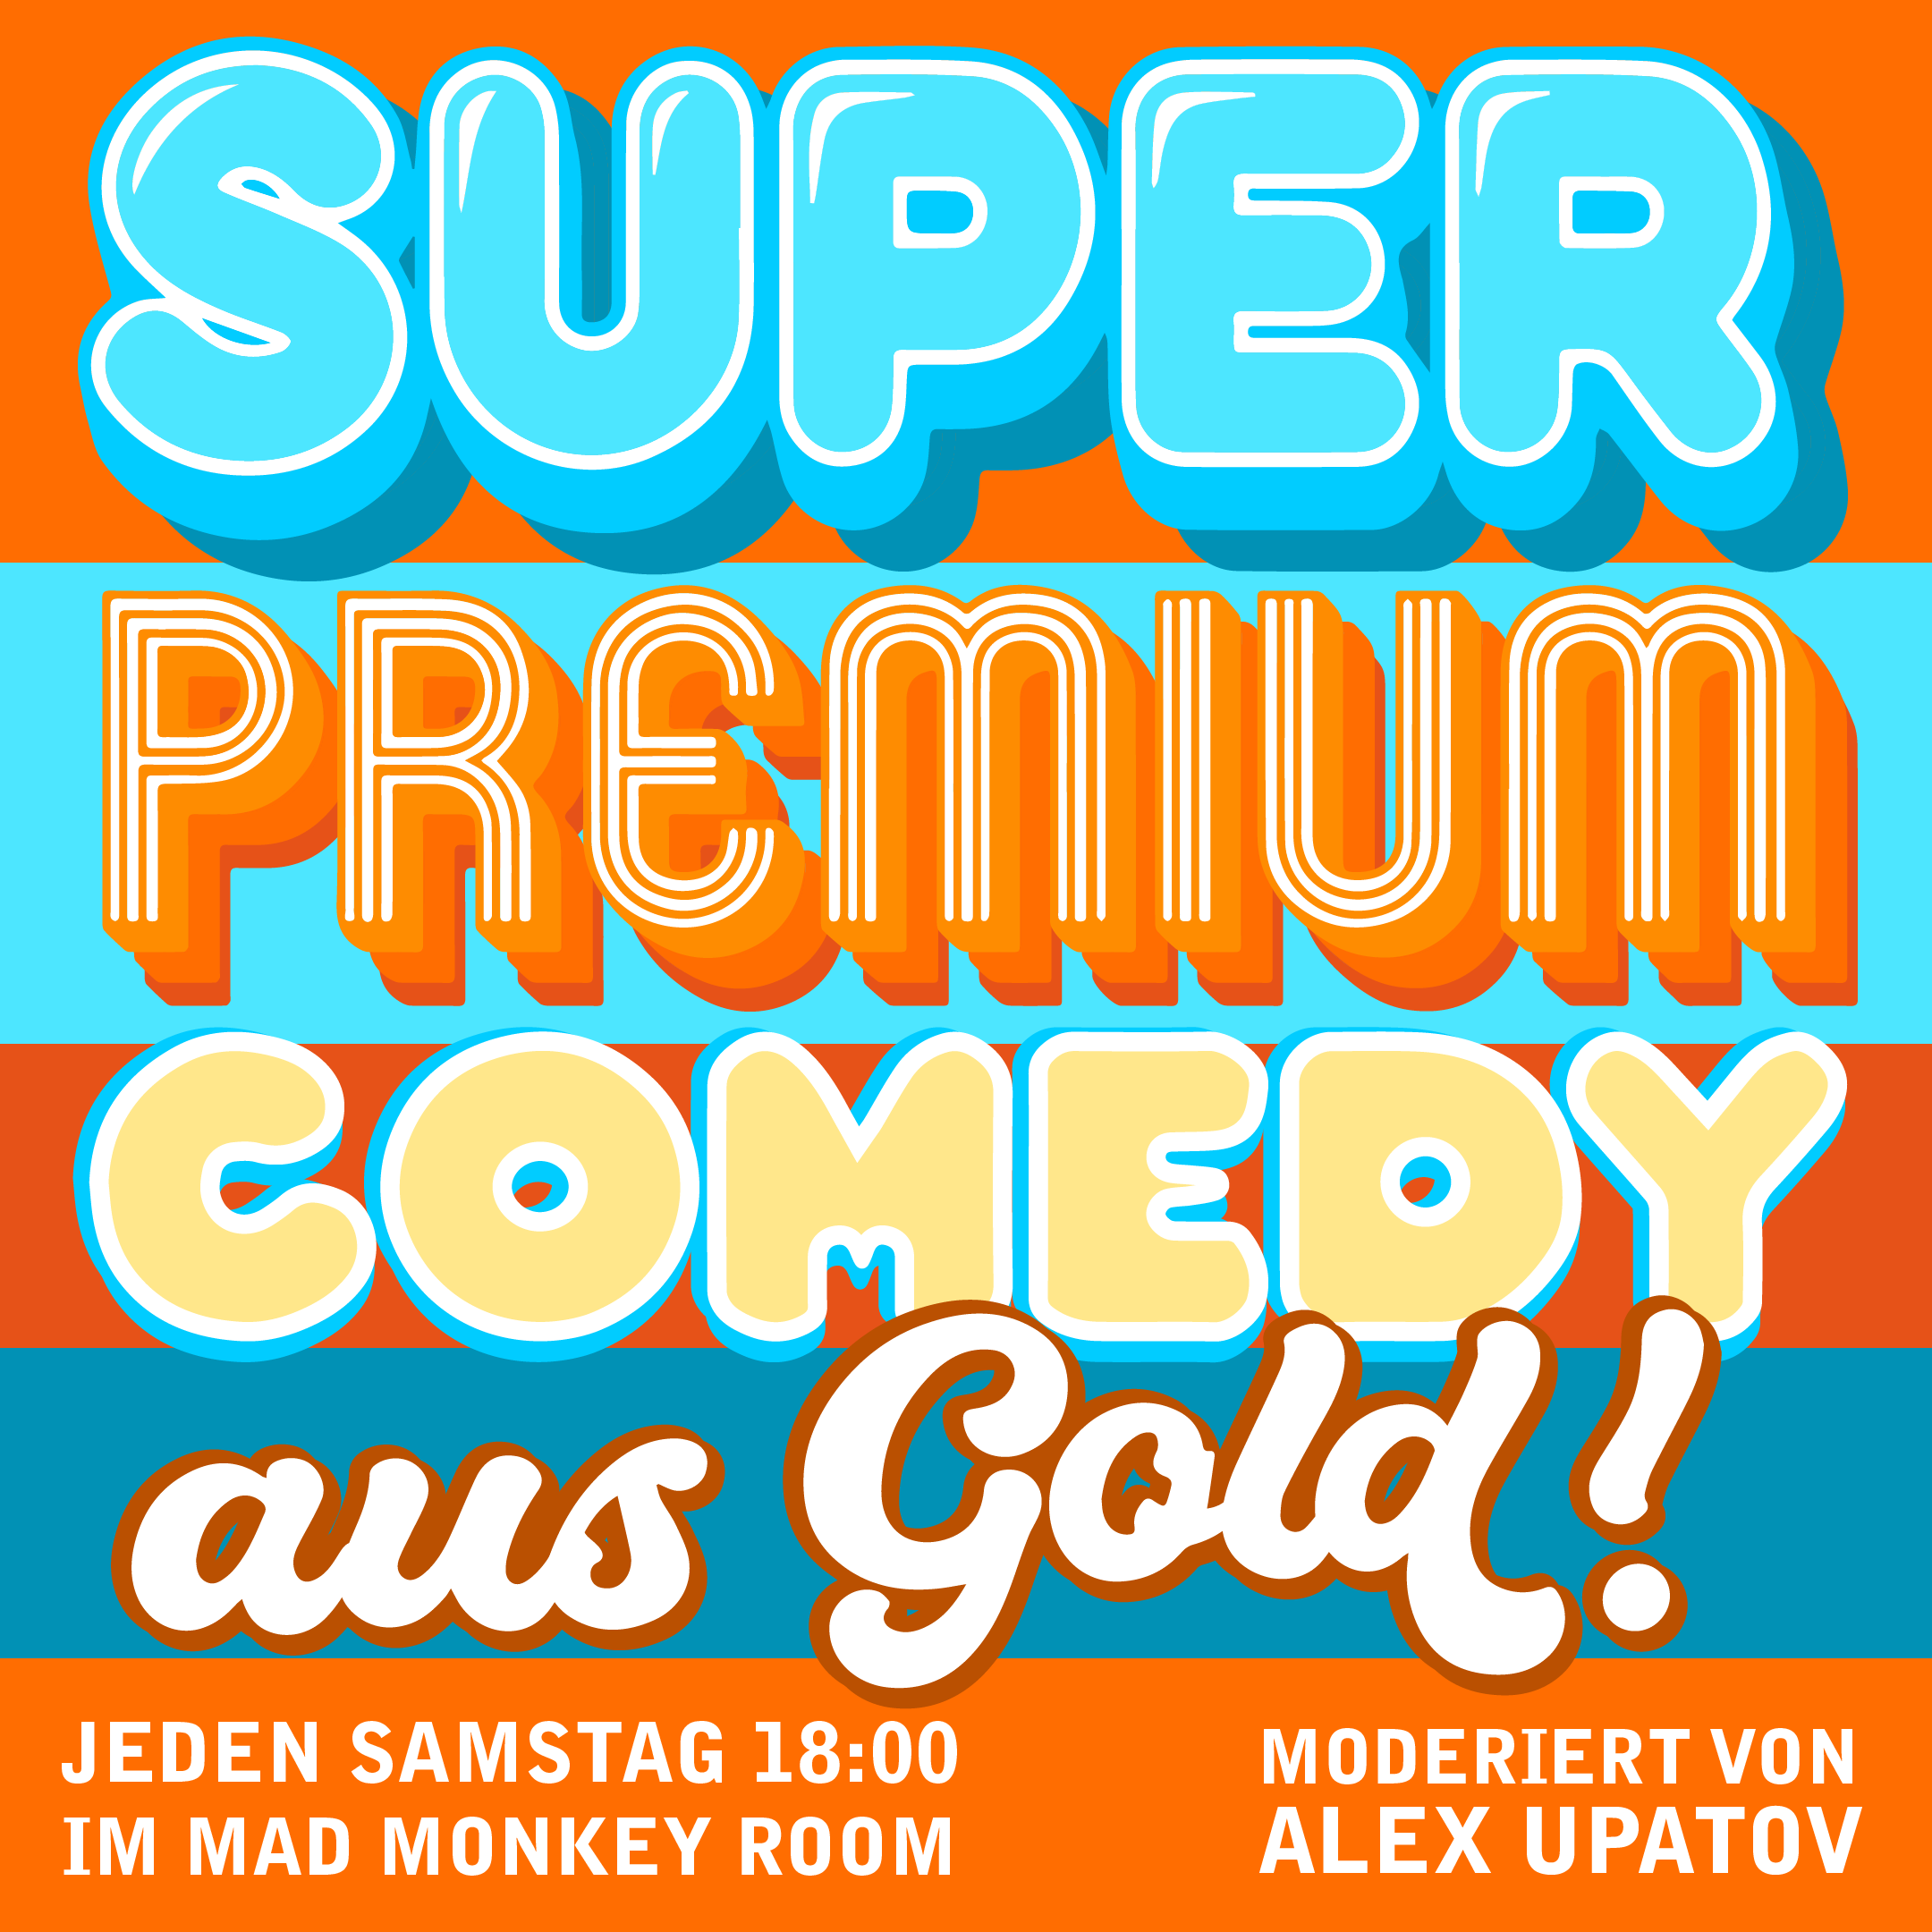 SUPER
PREMIUM
COMEDY
aus Gold!
JEDEN SAMSTAG 18:00
IM MAD MONKEY ROOM
MODERIERT VON
ALEX UPATOV